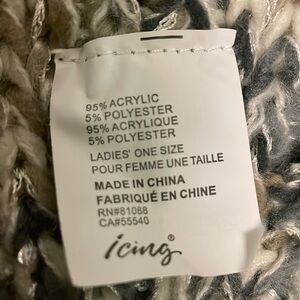 95% ACRYLIC
5% POLYESTER
95% ACRYLIQUE
5% POLYESTER
LADIES' ONE SIZE
POUR FEMME UNE TAILLE
MADE IN CHINA
FABRIQUÉ EN CHINE
RN#81088
CA#55540
icing®